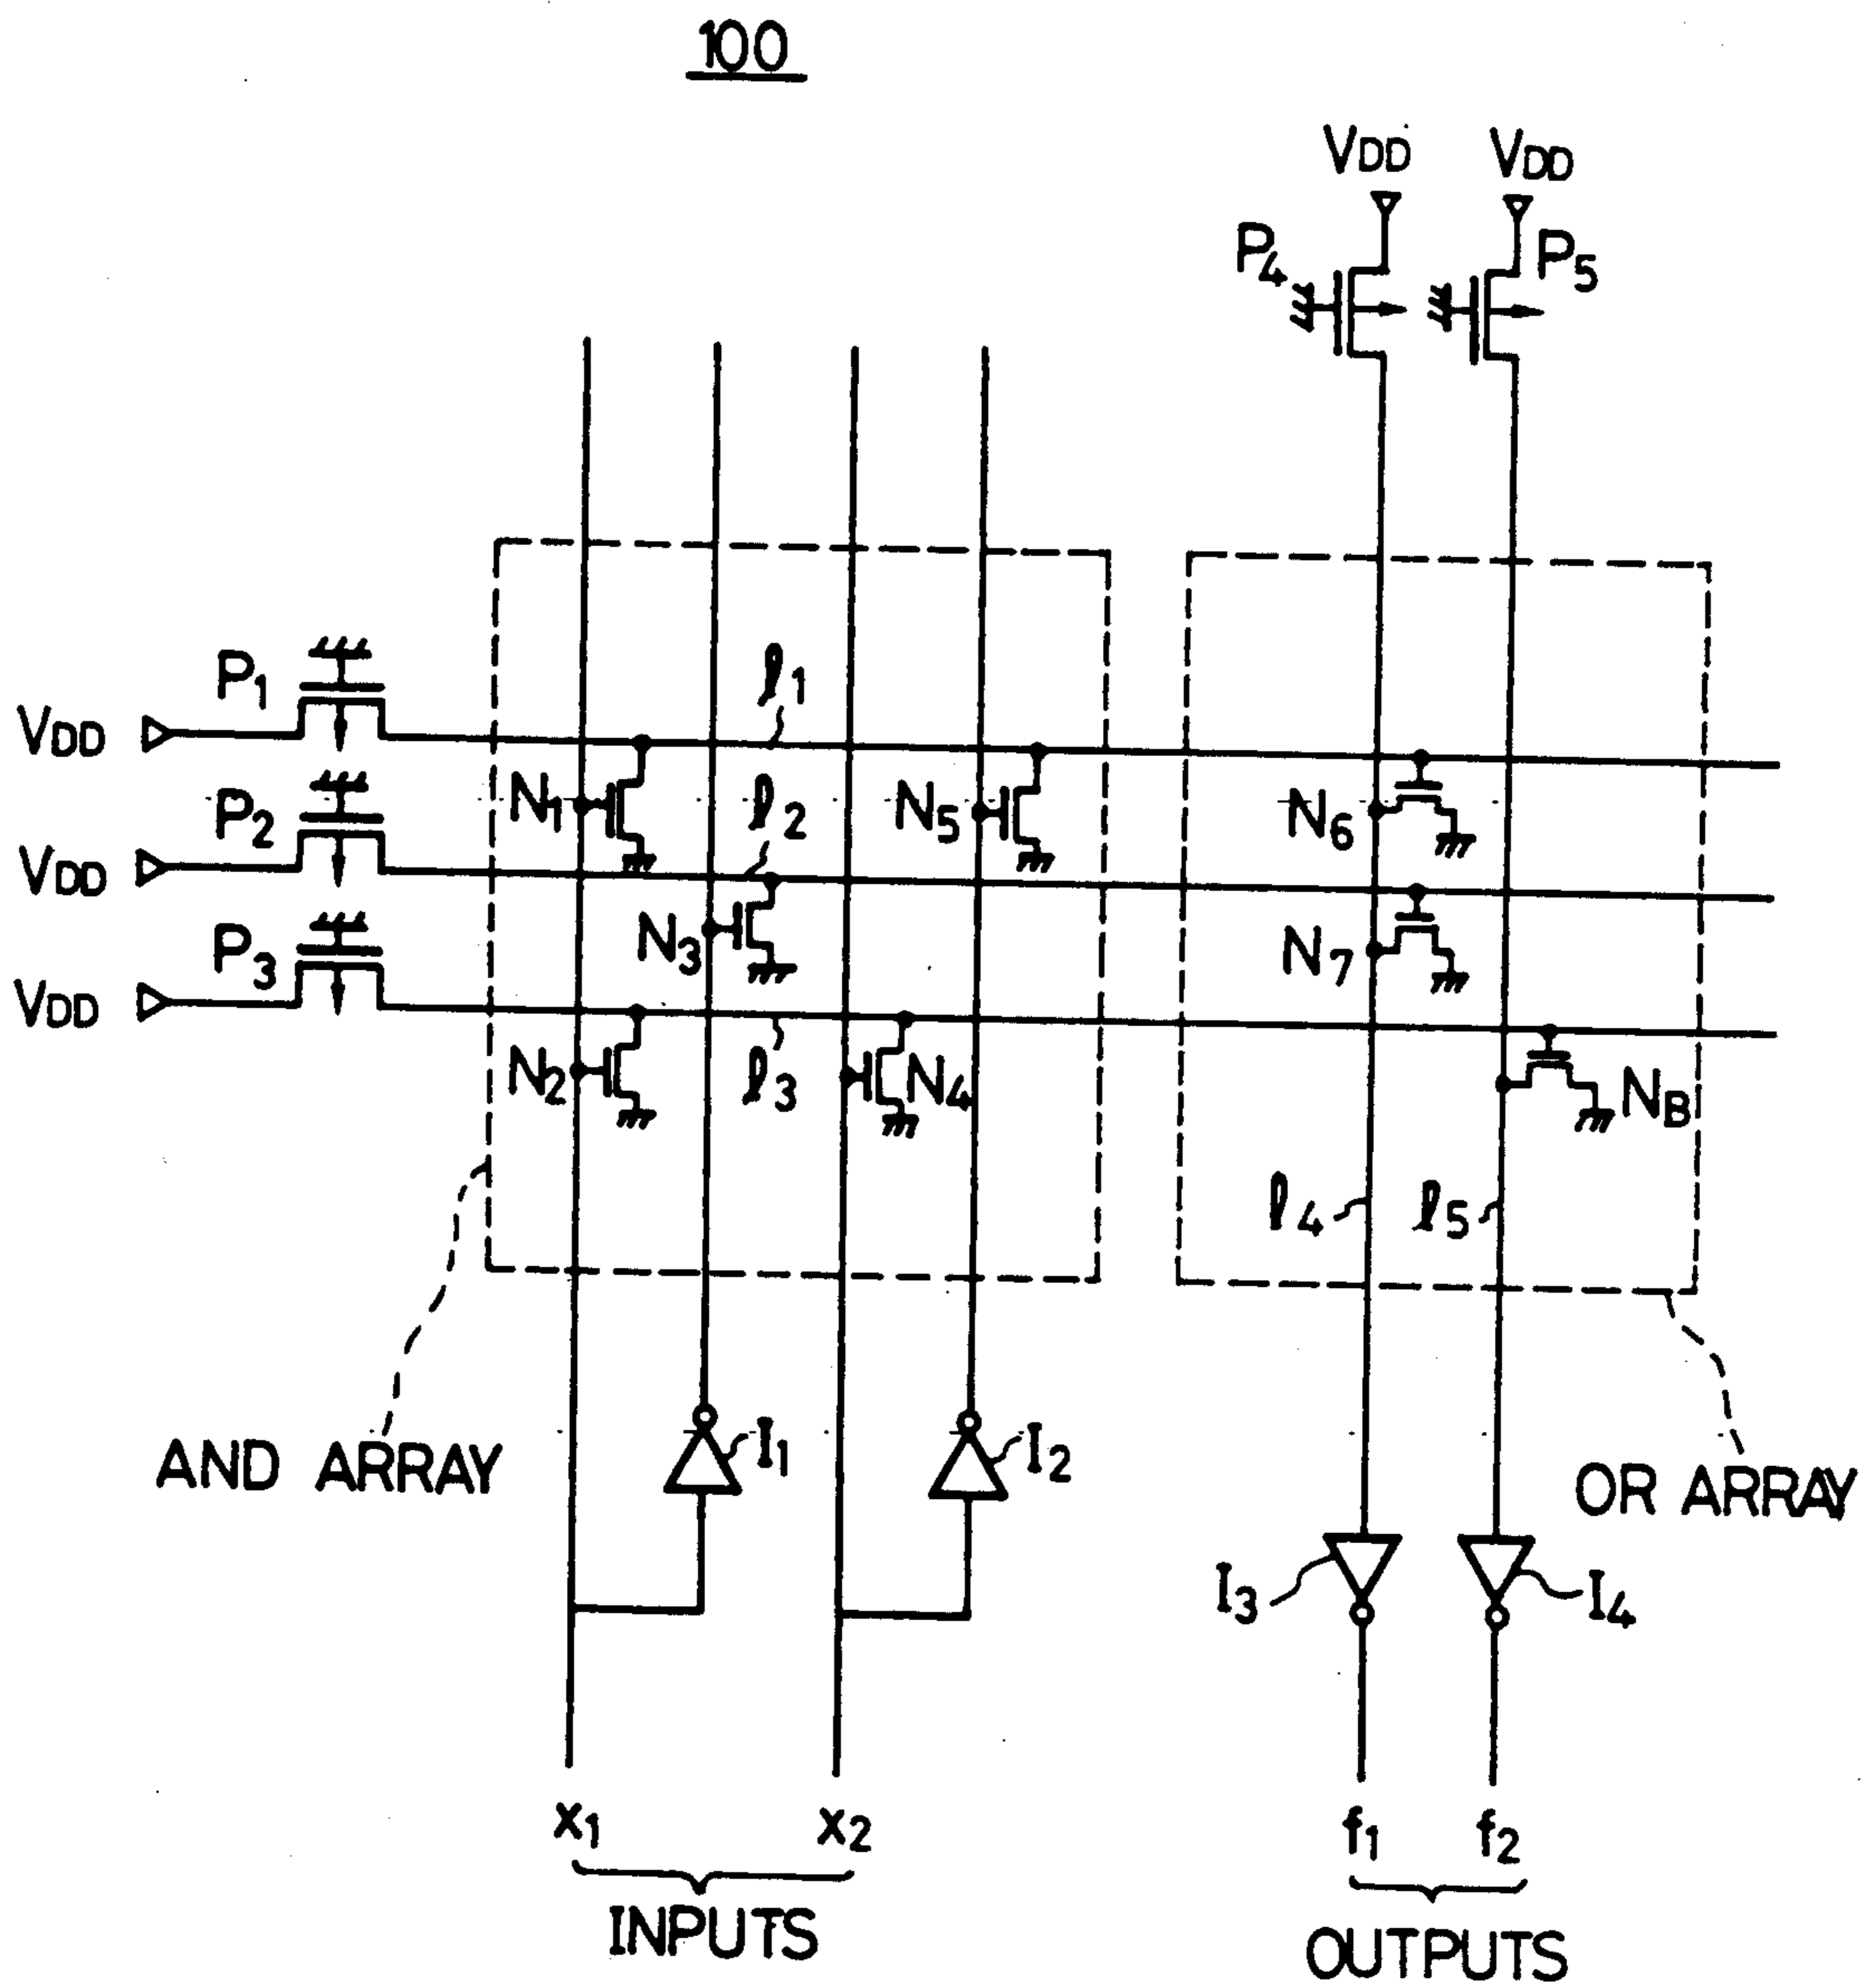 100
VDD VDD
P4 P5
P1 l1
VDD N1 N5 N6
P2 l2
VDD N3 N7
P3
VDD N2 l3 N4 NB
l4 l5
AND ARRAY I1 I2 OR ARRAY
I3 I4
x1 x2 f1 f2
INPUTS OUTPUTS